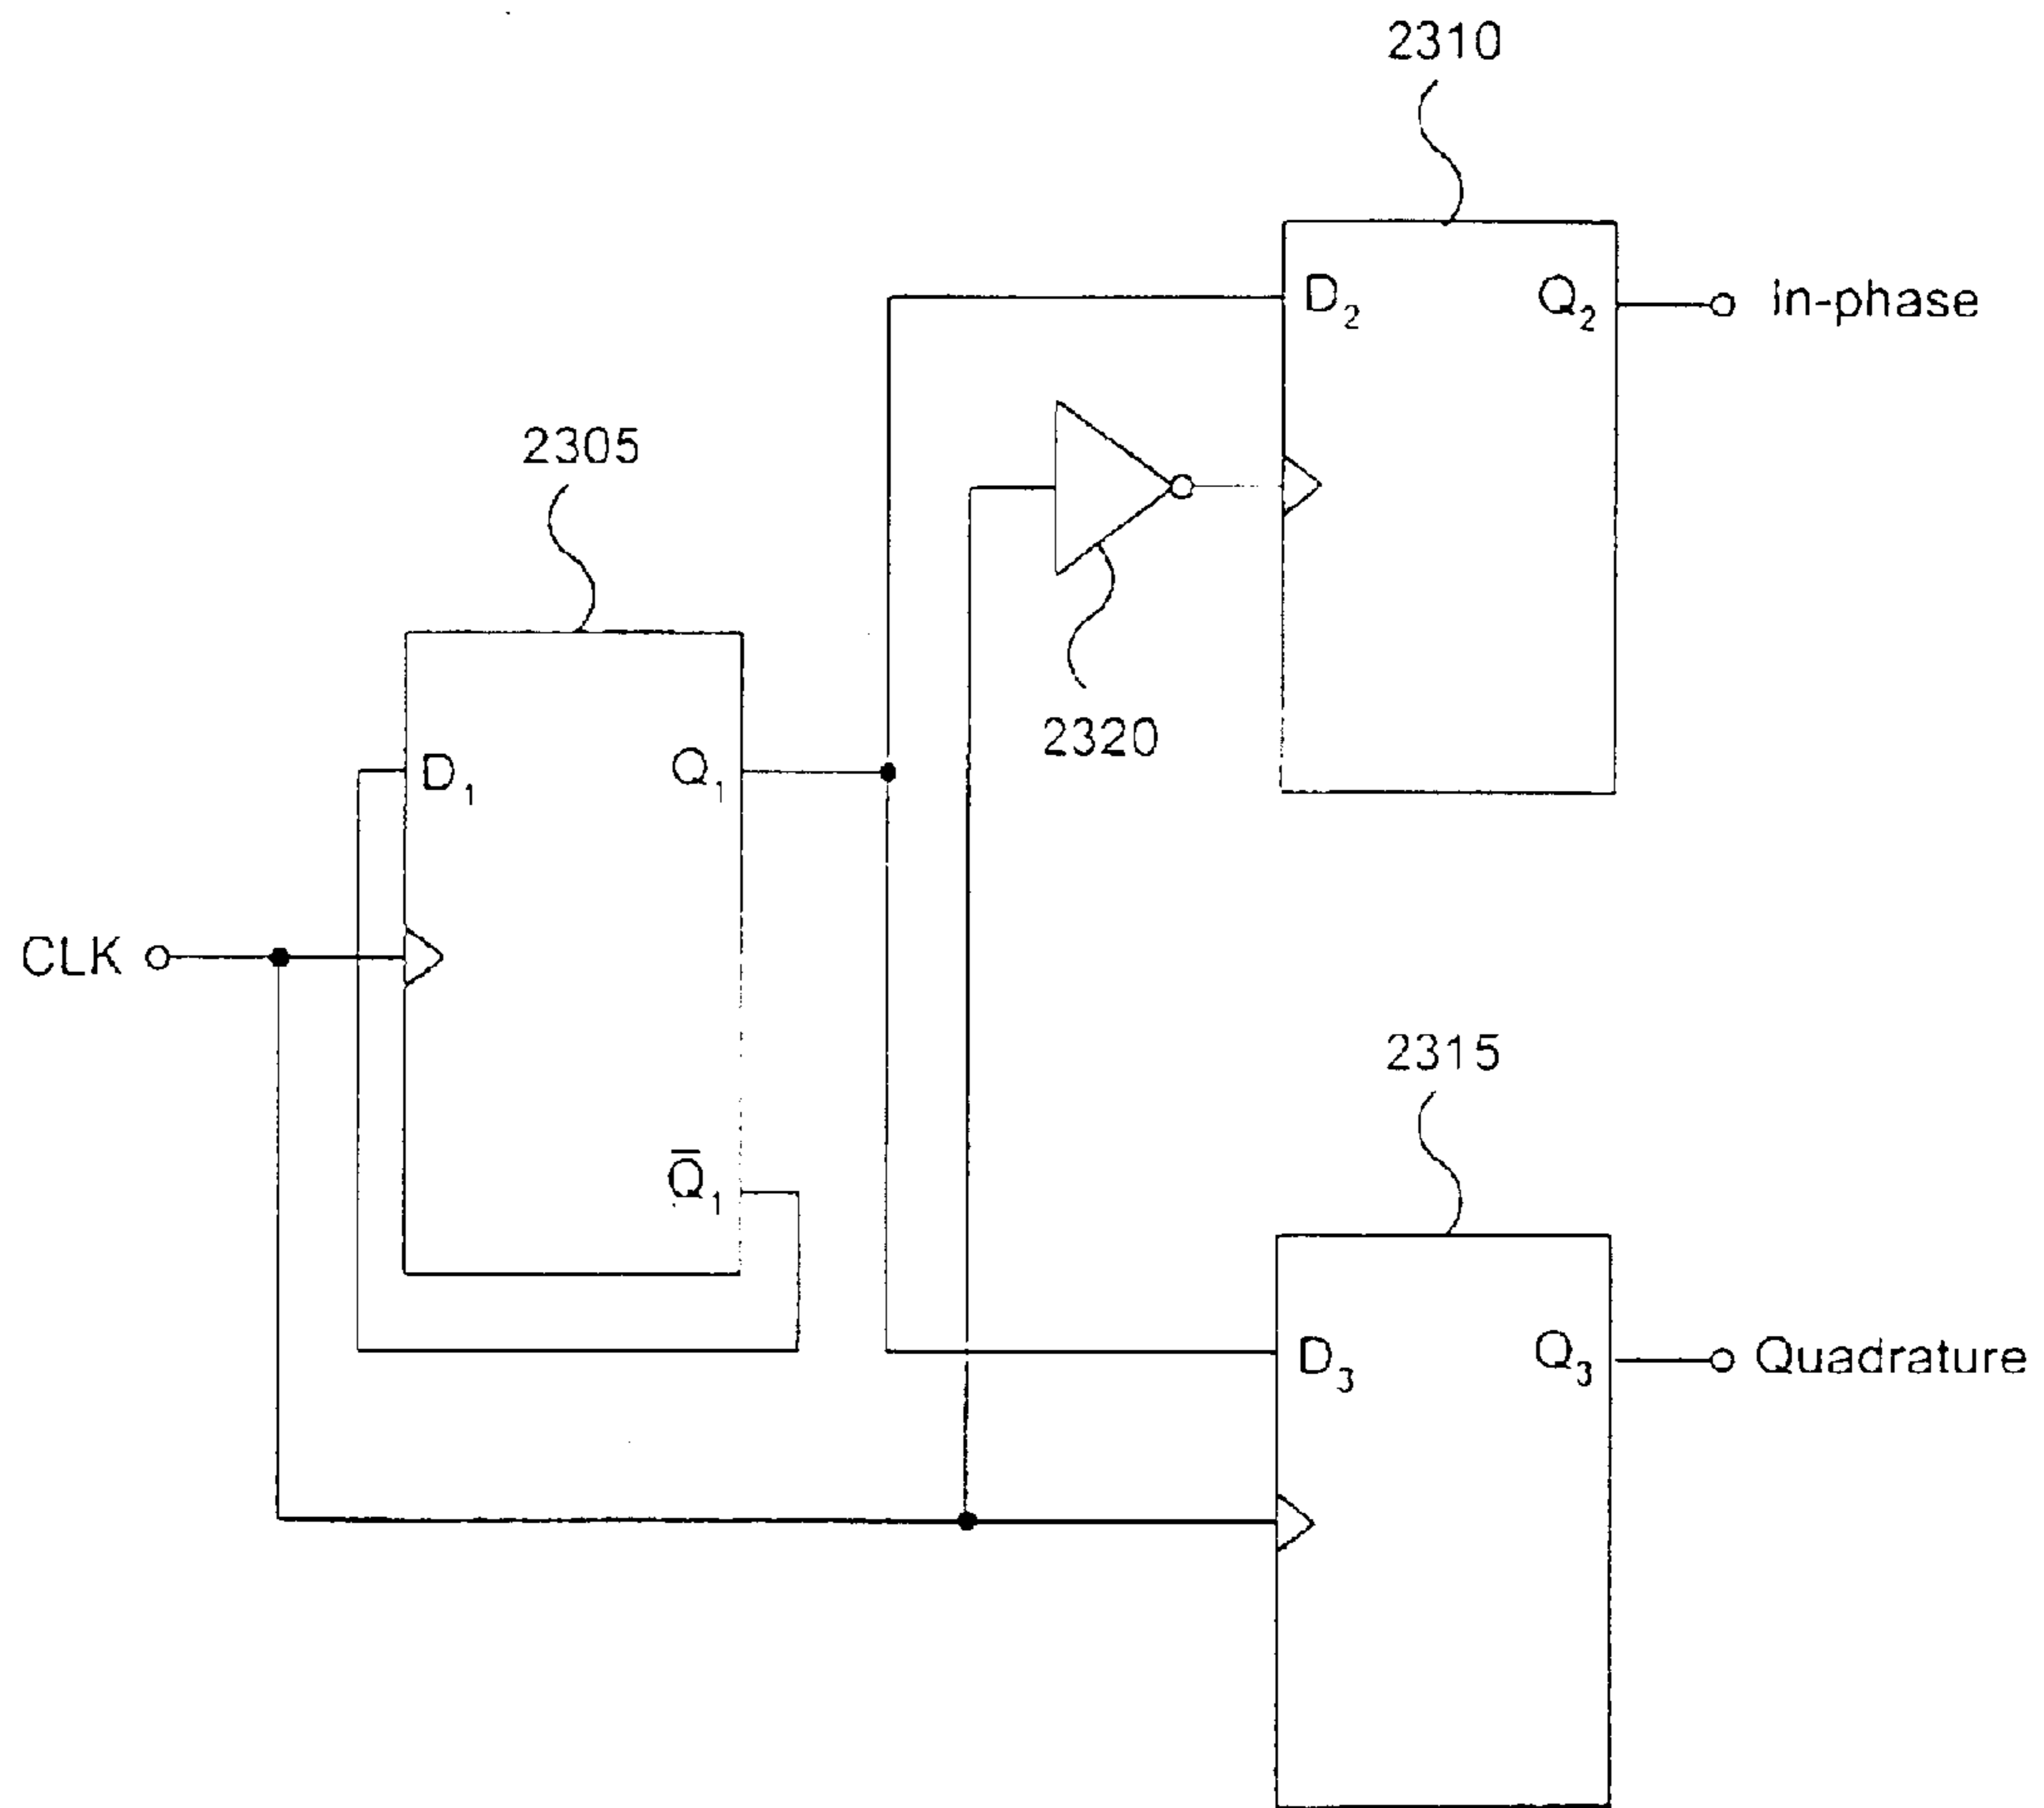 2310
D₂ Q₂ In-phase
2305
2320
D₁ Q₁
CLK
2315
Q̅₁
D₃ Q₃ Quadrature